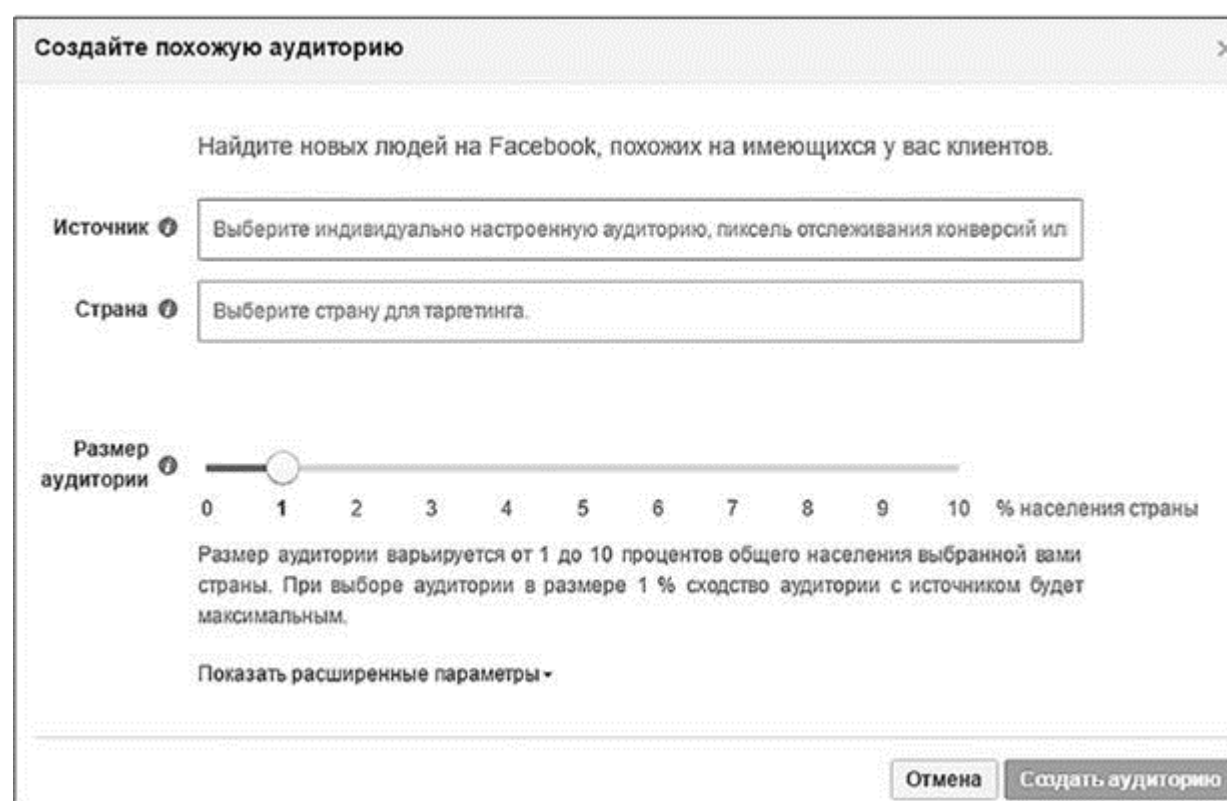 Создайте похожую аудиторию
Найдите новых людей на Facebook, похожих на имеющихся у вас клиентов.
Источник Выберите индивидуально настроенную аудиторию, пиксель отслеживания конверсий ил
Страна Выберите страну для таргетинга.
Размер
аудитории
0 1 2 3 4 5 6 7 8 9 10 % населения страны
Размер аудитории варьируется от 1 до 10 процентов общего населения выбранной вами
страны. При выборе аудитории в размере 1 % сходство аудитории с источником будет
максимальным.
Показать расширенные параметры
Отмена Создать аудиторию